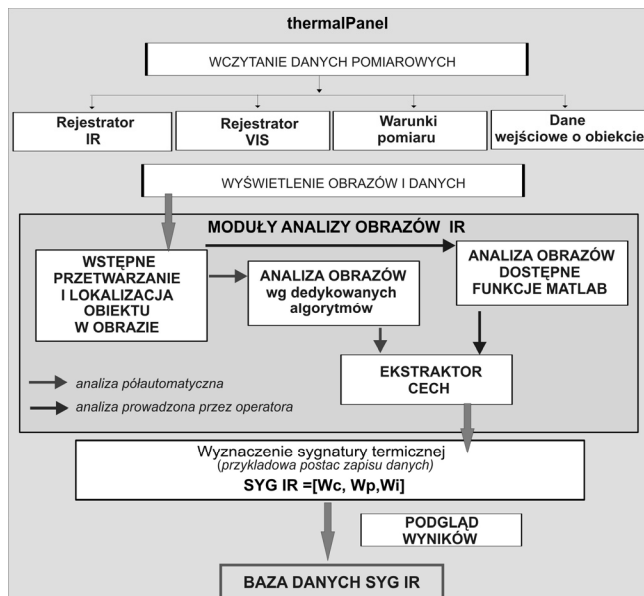 thermalPanel
WCZYTANIE DANYCH POMIAROWYCH
Rejestrator
IR
Rejestrator
VIS
Warunki
pomiaru
Dane
wejściowe o obiekcie
WYŚWIETLENIE OBRAZÓW I DANYCH
MODUŁY ANALIZY OBRAZÓW IR
WSTĘPNE
PRZETWARZANIE
I LOKALIZACJA
OBIEKTU
W OBRAZIE
ANALIZA OBRAZÓW
wg dedykowanych
algorytmów
ANALIZA OBRAZÓW
DOSTĘPNE
FUNKCJE MATLAB
EKSTRAKTOR
CECH
analiza półautomatyczna
analiza prowadzona przez operatora
Wyznaczenie sygnatury termicznej
(przykładowa postac zapisu danych)
SYG IR =[Wc, Wp,Wi]
PODGLĄD
WYNIKÓW
BAZA DANYCH SYG IR